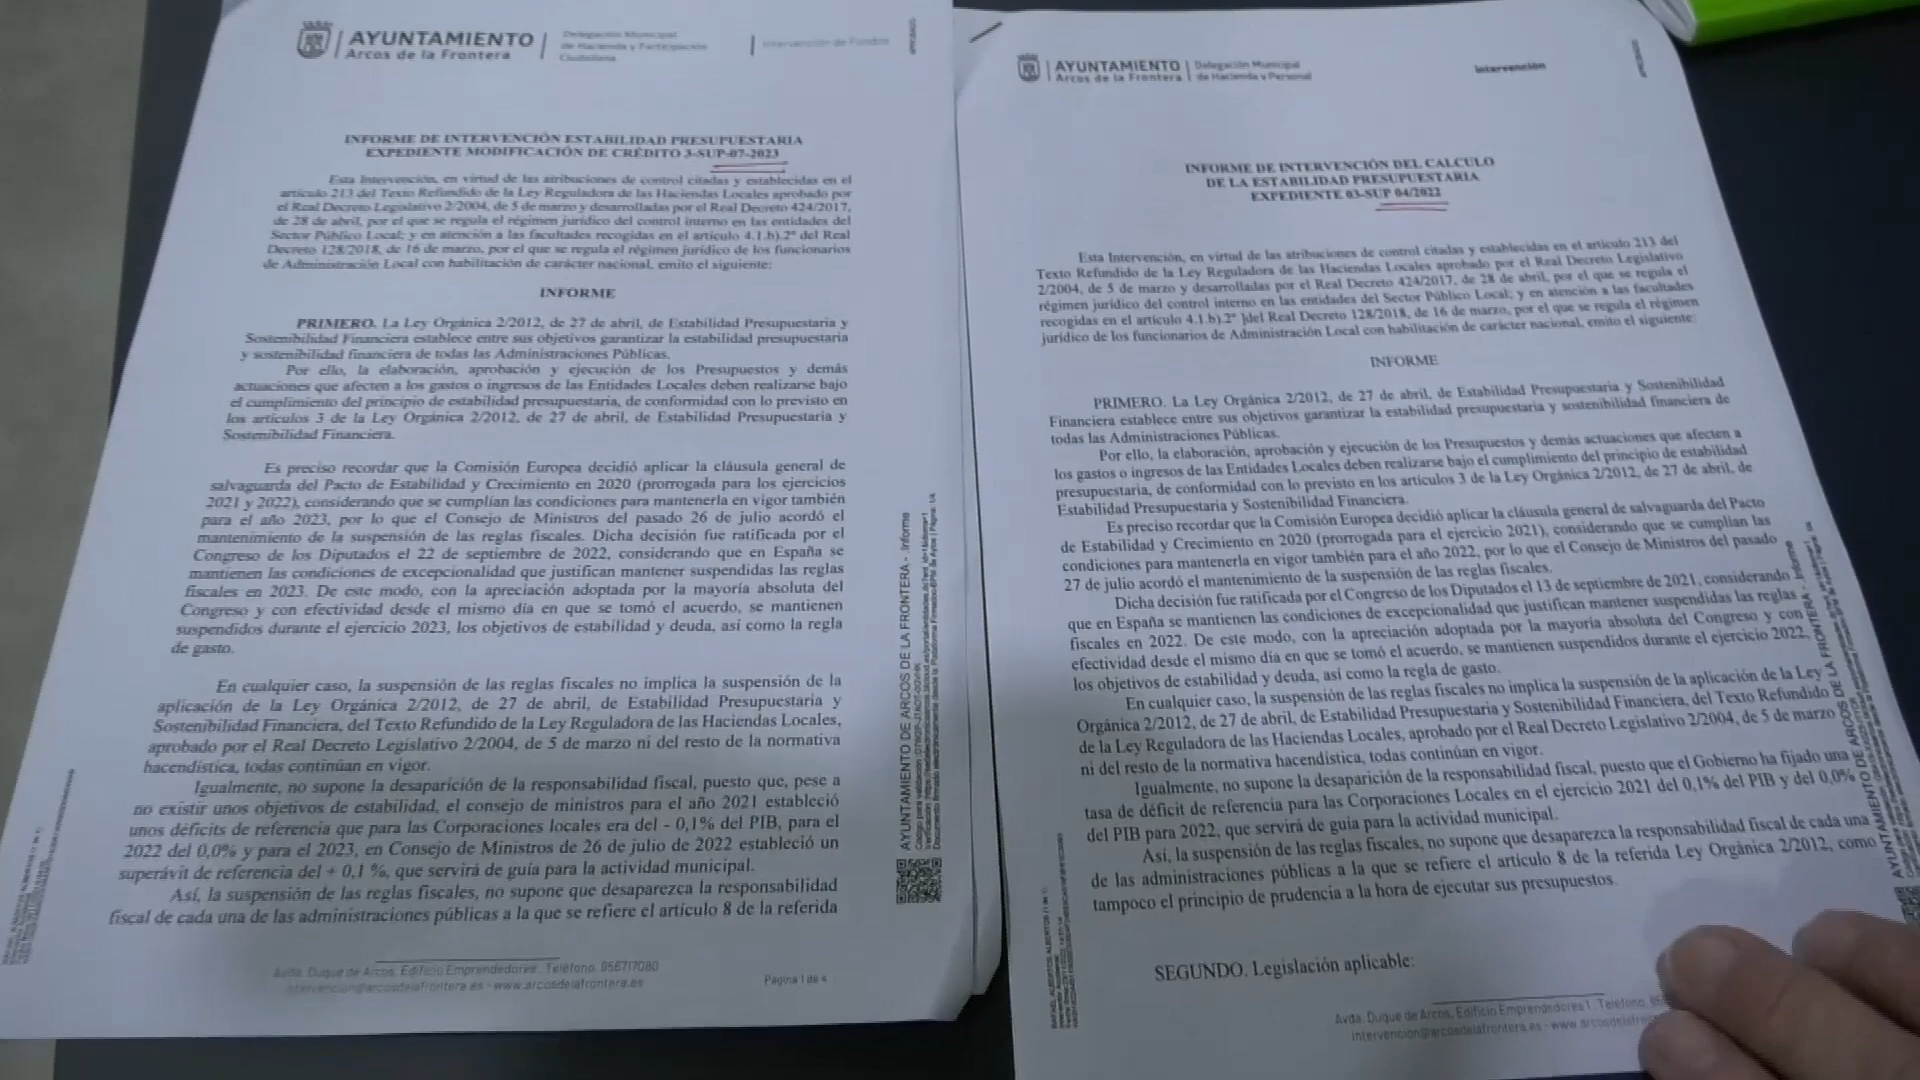 AYUNTAMIENTO
Arcos de la Frontera
Delegación Municipal
de Hacienda y Participación
Ciudadana
Intervención de Fondos
INFORME DE INTERVENCIÓN ESTABILIDAD PRESUPUESTARIA
EXPEDIENTE MODIFICACIÓN DE CRÉDITO 3-SUP-07-2023
Esta Intervención, en virtud de las atribuciones de control citadas y establecidas en el
artículo 213 del Texto Refundido de la Ley Reguladora de las Haciendas Locales aprobado por
el Real Decreto Legislativo 2/2004, de 5 de marzo y desarrolladas por el Real Decreto 424/2017,
de 28 de abril, por el que se regula el régimen jurídico del control interno en las entidades del
Sector Público Local; y en atención a las facultades recogidas en el artículo 4.1.b).2º del Real
Decreto 128/2018, de 16 de marzo, por el que se regula el régimen jurídico de los funcionarios
de Administración Local con habilitación de carácter nacional, emito el siguiente:
INFORME
PRIMERO. La Ley Orgánica 2/2012, de 27 de abril, de Estabilidad Presupuestaria y
Sostenibilidad Financiera establece entre sus objetivos garantizar la estabilidad presupuestaria
y sostenibilidad financiera de todas las Administraciones Públicas.
Por ello, la elaboración, aprobación y ejecución de los Presupuestos y demás
actuaciones que afecten a los gastos o ingresos de las Entidades Locales deben realizarse bajo
el cumplimiento del principio de estabilidad presupuestaria, de conformidad con lo previsto en
los artículos 3 de la Ley Orgánica 2/2012, de 27 de abril, de Estabilidad Presupuestaria y
Sostenibilidad Financiera.
Es preciso recordar que la Comisión Europea decidió aplicar la cláusula general de
salvaguarda del Pacto de Estabilidad y Crecimiento en 2020 (prorrogada para los ejercicios
2021 y 2022), considerando que se cumplían las condiciones para mantenerla en vigor también
para el año 2023, por lo que el Consejo de Ministros del pasado 26 de julio acordó el
mantenimiento de la suspensión de las reglas fiscales. Dicha decisión fue ratificada por el
Congreso de los Diputados el 22 de septiembre de 2022, considerando que en España se
mantienen las condiciones de excepcionalidad que justifican mantener suspendidas las reglas
fiscales en 2023. De este modo, con la apreciación adoptada por la mayoría absoluta del
Congreso y con efectividad desde el mismo día en que se tomó el acuerdo, se mantienen
suspendidos durante el ejercicio 2023, los objetivos de estabilidad y deuda, así como la regla
de gasto.
En cualquier caso, la suspensión de las reglas fiscales no implica la suspensión de la
aplicación de la Ley Orgánica 2/2012, de 27 de abril, de Estabilidad Presupuestaria y
Sostenibilidad Financiera, del Texto Refundido de la Ley Reguladora de las Haciendas Locales,
aprobado por el Real Decreto Legislativo 2/2004, de 5 de marzo ni del resto de la normativa
hacendística, todas continúan en vigor.
Igualmente, no supone la desaparición de la responsabilidad fiscal, puesto que, pese a
no existir unos objetivos de estabilidad, el consejo de ministros para el año 2021 estableció
unos déficits de referencia que para las Corporaciones locales era del - 0,1% del PIB, para el
2022 del 0,0% y para el 2023, en Consejo de Ministros de 26 de julio de 2022 estableció un
superávit de referencia del + 0,1 %, que servirá de guía para la actividad municipal.
Así, la suspensión de las reglas fiscales, no supone que desaparezca la responsabilidad
fiscal de cada una de las administraciones públicas a la que se refiere el artículo 8 de la referida
Avda. Duque de Arcos, Edificio Emprendedores . Teléfono. 956717080
intervencion@arcosdelafrontera.es - www.arcosdelafrontera.es
Página 1 de 4
AYUNTAMIENTO DE ARCOS DE LA FRONTERA - . Informe
AYUNTAMIENTO
Arcos de la Frontera
Delegación Municipal
de Hacienda y Personal
Intervención
INFORME DE INTERVENCIÓN DEL CALCULO
DE LA ESTABILIDAD PRESUPUESTARIA
EXPEDIENTE 03-SUP 04/2022
Esta Intervención, en virtud de las atribuciones de control citadas y establecidas en el artículo 213 del
Texto Refundido de la Ley Reguladora de las Haciendas Locales aprobado por el Real Decreto Legislativo
2/2004, de 5 de marzo y desarrolladas por el Real Decreto 424/2017, de 28 de abril, por el que se regula el
régimen jurídico del control interno en las entidades del Sector Público Local; y en atención a las facultades
recogidas en el artículo 4.1.b).2º ]del Real Decreto 128/2018, de 16 de marzo, por el que se regula el régimen
jurídico de los funcionarios de Administración Local con habilitación de carácter nacional, emito el siguiente:
INFORME
PRIMERO. La Ley Orgánica 2/2012, de 27 de abril, de Estabilidad Presupuestaria y Sostenibilidad
Financiera establece entre sus objetivos garantizar la estabilidad presupuestaria y sostenibilidad financiera de
todas las Administraciones Públicas.
Por ello, la elaboración, aprobación y ejecución de los Presupuestos y demás actuaciones que afecten a
los gastos o ingresos de las Entidades Locales deben realizarse bajo el cumplimiento del principio de estabilidad
presupuestaria, de conformidad con lo previsto en los artículos 3 de la Ley Orgánica 2/2012, de 27 de abril, de
Estabilidad Presupuestaria y Sostenibilidad Financiera.
Es preciso recordar que la Comisión Europea decidió aplicar la cláusula general de salvaguarda del Pacto
de Estabilidad y Crecimiento en 2020 (prorrogada para el ejercicio 2021), considerando que se cumplían las
condiciones para mantenerla en vigor también para el año 2022, por lo que el Consejo de Ministros del pasado
27 de julio acordó el mantenimiento de la suspensión de las reglas fiscales.
Dicha decisión fue ratificada por el Congreso de los Diputados el 13 de septiembre de 2021, considerando
que en España se mantienen las condiciones de excepcionalidad que justifican mantener suspendidas las reglas
fiscales en 2022. De este modo, con la apreciación adoptada por la mayoría absoluta del Congreso y con
efectividad desde el mismo día en que se tomó el acuerdo, se mantienen suspendidos durante el ejercicio 2022,
los objetivos de estabilidad y deuda, así como la regla de gasto.
En cualquier caso, la suspensión de las reglas fiscales no implica la suspensión de la aplicación de la Ley
Orgánica 2/2012, de 27 de abril, de Estabilidad Presupuestaria y Sostenibilidad Financiera, del Texto Refundido
de la Ley Reguladora de las Haciendas Locales, aprobado por el Real Decreto Legislativo 2/2004, de 5 de marzo
ni del resto de la normativa hacendística, todas continúan en vigor.
Igualmente, no supone la desaparición de la responsabilidad fiscal, puesto que el Gobierno ha fijado una
tasa de déficit de referencia para las Corporaciones Locales en el ejercicio 2021 del 0,1% del PIB y del 0,0%
del PIB para 2022, que servirá de guía para la actividad municipal.
Así, la suspensión de las reglas fiscales, no supone que desaparezca la responsabilidad fiscal de cada una
de las administraciones públicas a la que se refiere el artículo 8 de la referida Ley Orgánica 2/2012, como
tampoco el principio de prudencia a la hora de ejecutar sus presupuestos.
SEGUNDO. Legislación aplicable:
Avda. Duque de Arcos, Edificio Emprendedores 1. Teléfono.
intervencion@arcosdelafrontera.es -